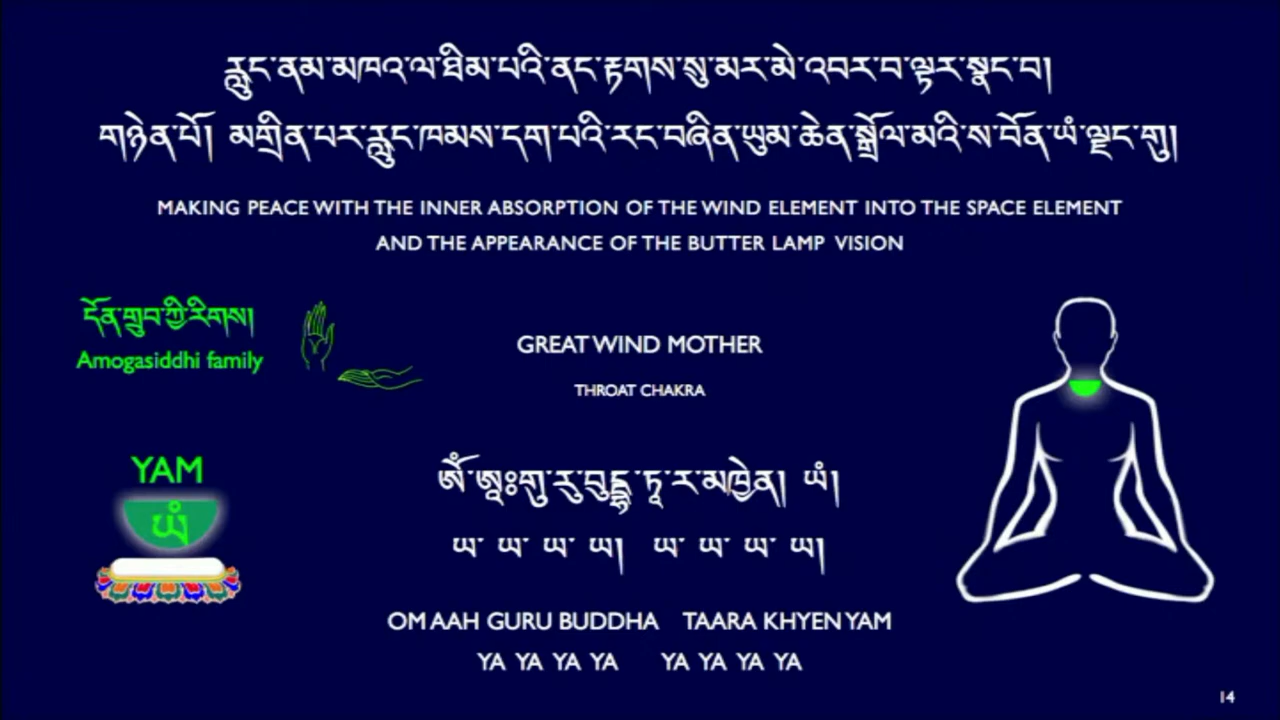 རླུང་ནམ་མཁའ་ལ་ཐིམ་པའི་ནང་རྟགས་སུ་མར་མེ་འབར་བ་ལྟར་སྣང་བ།
གཉེན་པོ། མགྲིན་པར་རླུང་ཁམས་དག་པའི་རང་བཞིན་ཡུམ་ཆེན་སྒྲོལ་མའི་ས་བོན་ཡཾ་ལྗང་གུ།
MAKING PEACE WITH THE INNER ABSORPTION OF THE WIND ELEMENT INTO THE SPACE ELEMENT
AND THE APPEARANCE OF THE BUTTER LAMP VISION
དོན་གྲུབ་ཀྱི་རིགས།
Amogasiddhi family
GREAT WIND MOTHER
THROAT CHAKRA
YAM
ཡཾ
ༀ་ཨཱཿགུ་རུ་བུདྡྷ་ཏཱ་ར་མཁྱེན། ཡཾ།
ཡ་ ཡ་ ཡ་ ཡ། ཡ་ ཡ་ ཡ་ ཡ།
OM AAH GURU BUDDHA TAARA KHYEN YAM
YA YA YA YA YA YA YA YA
14